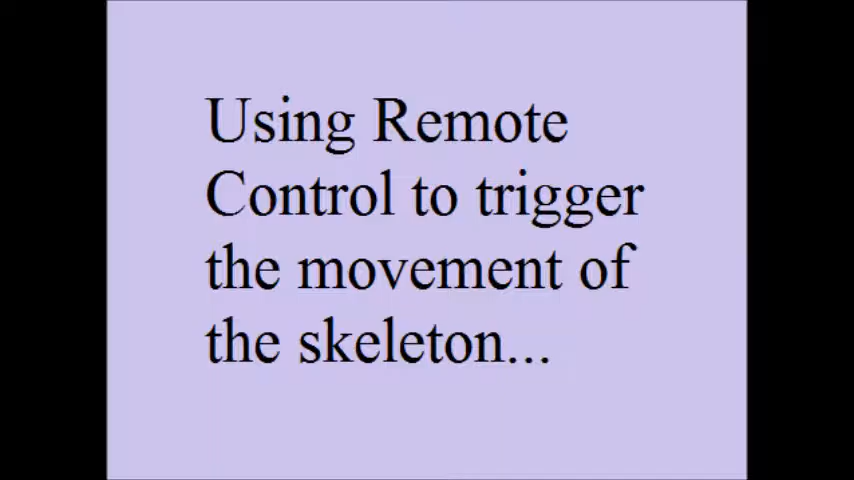 Using Remote
Control to trigger
the movement of
the skeleton...